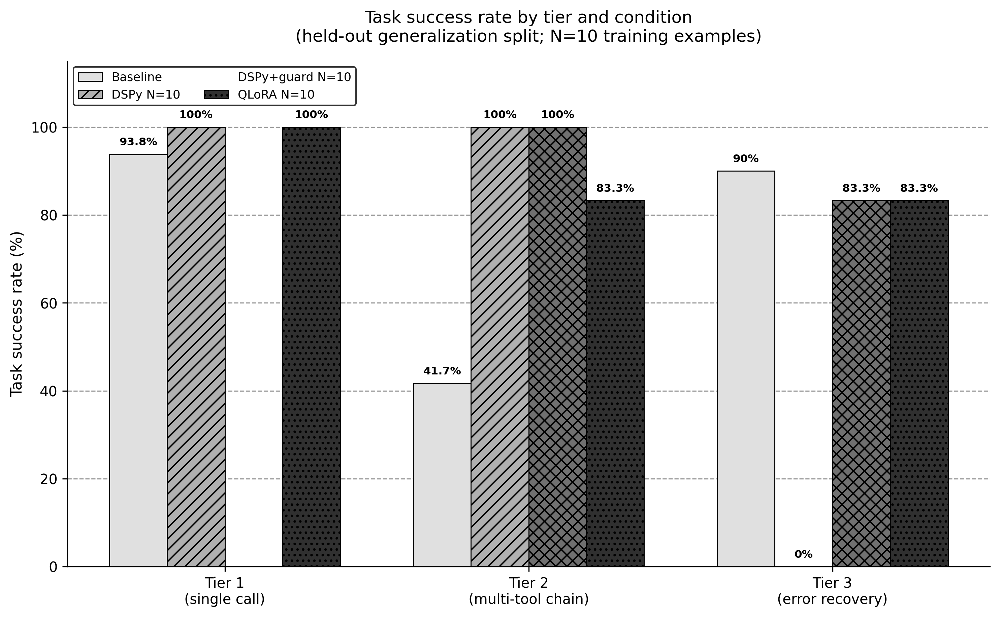 Task success rate by tier and condition
(held-out generalization split; N=10 training examples)
Baseline
DSPy N=10
DSPy+guard N=10
QLoRA N=10
Task success rate (%)
100
80
60
40
20
0
93.8%
100%
100%
41.7%
100%
100%
83.3%
90%
0%
83.3%
83.3%
Tier 1
(single call)
Tier 2
(multi-tool chain)
Tier 3
(error recovery)